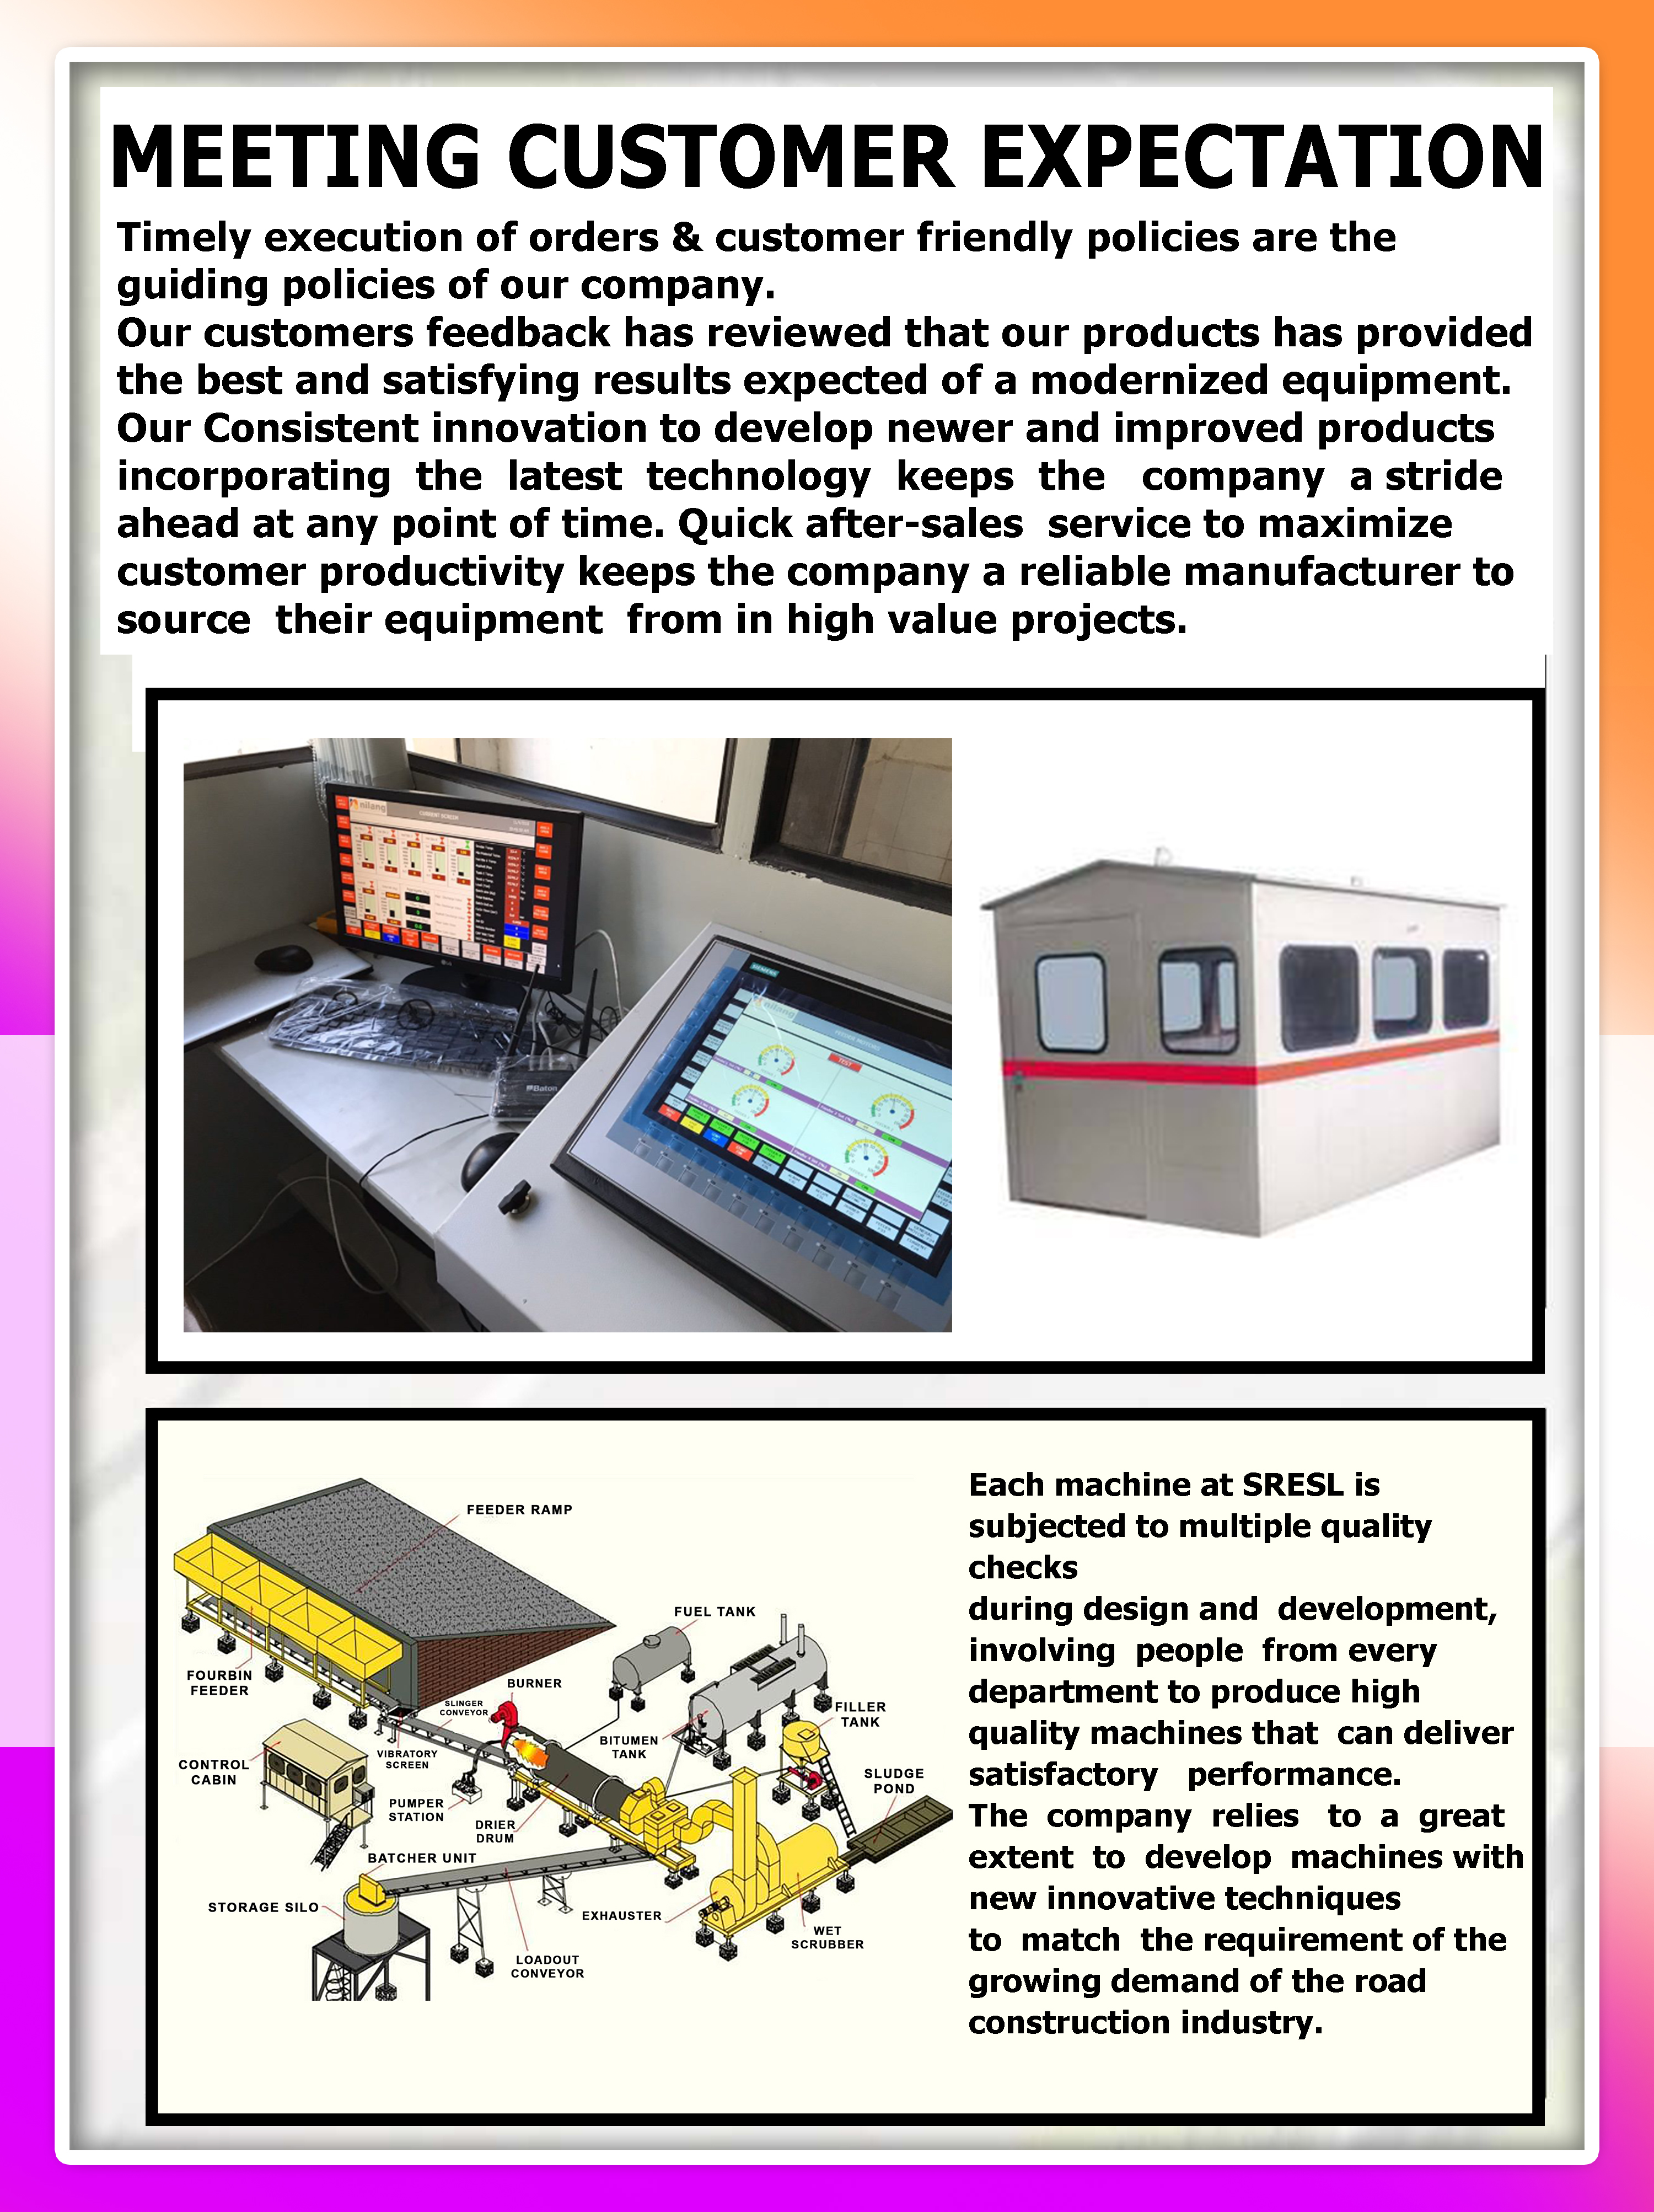 MEETING CUSTOMER EXPECTATION
Timely execution of orders & customer friendly policies are the
guiding policies of our company.
Our customers feedback has reviewed that our products has provided
the best and satisfying results expected of a modernized equipment.
Our Consistent innovation to develop newer and improved products
incorporating the latest technology keeps the company a stride
ahead at any point of time. Quick after-sales service to maximize
customer productivity keeps the company a reliable manufacturer to
source their equipment from in high value projects.
nilang
CURRENT SCREEN
LG
Baton
SIEMENS
nilang
TEST
FEEDER RAMP
FUEL TANK
FOURBIN
FEEDER
BURNER
SLINGER
CONVEYOR
FILLER
TANK
BITUMEN
TANK
VIBRATORY
SCREEN
CONTROL
CABIN
SLUDGE
POND
PUMPER
STATION
DRIER
DRUM
BATCHER UNIT
STORAGE SILO
EXHAUSTER
WET
SCRUBBER
LOADOUT
CONVEYOR
Each machine at SRESL is
subjected to multiple quality
checks
during design and development,
involving people from every
department to produce high
quality machines that can deliver
satisfactory performance.
The company relies to a great
extent to develop machines with
new innovative techniques
to match the requirement of the
growing demand of the road
construction industry.